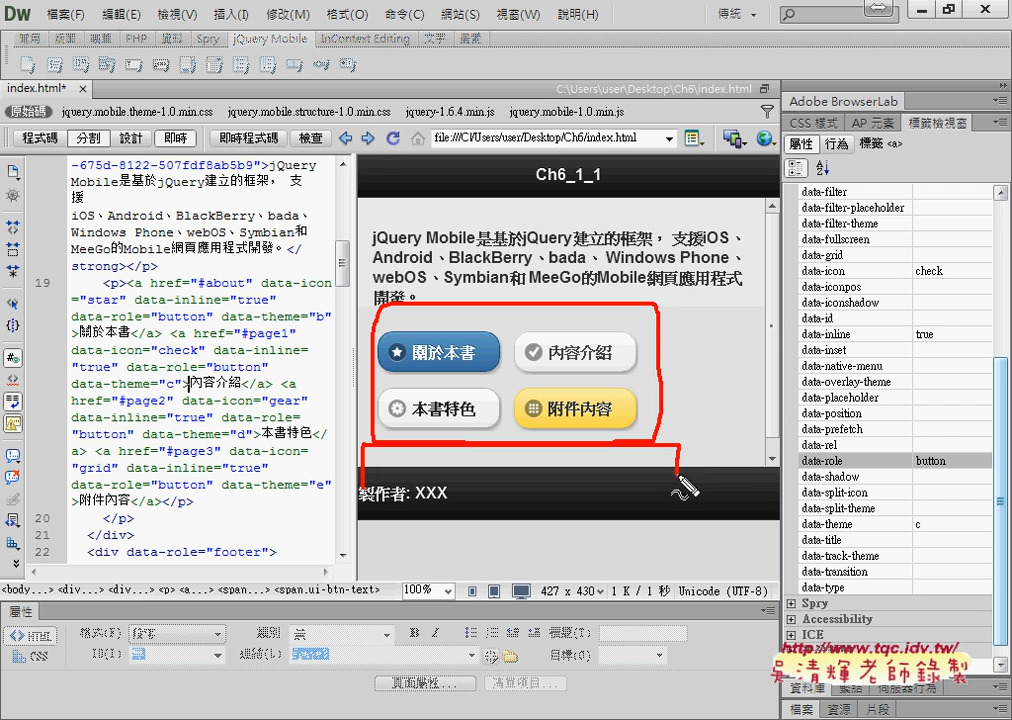 Dw 檔案(F) 編輯(E) 檢視(V) 插入(I) 修改(M) 格式(O) 命令(C) 網站(S) 視窗(W) 說明(H) 傳統
常用 版面 PHP 資料 Spry jQuery Mobile InContext Editing 文字
index.html* × C:\Users\user\Desktop\Ch6\index.html
原始碼 jquery.mobile.theme-1.0.min.css jquery.mobile.structure-1.0.min.css jquery-1.6.4.min.js jquery.mobile-1.0.min.js
程式碼 分割 設計 即時 即時程式碼 檢查 file:///C|/Users/user/Desktop/Ch6/index.html
-675d-8122-507fdf8ab5b9">jQuery
Mobile是基於jQuery建立的框架， 支
援
iOS、Android、BlackBerry、bada、
Windows Phone、webOS、Symbian和
MeeGo的Mobile網頁應用程式開發。</
strong></p>
19 <p><a href="#about" data-icon
="star" data-inline="true"
data-role="button" data-theme="b"
>關於本書</a> <a href="#page1"
data-icon="check" data-inline=
"true" data-role="button"
data-theme="c">內容介紹</a> <a
href="#page2" data-icon="gear"
data-inline="true" data-role=
"button" data-theme="d">本書特色</
a> <a href="#page3" data-icon=
"grid" data-inline="true"
data-role="button" data-theme="e"
>附件內容</a></p>
20 </p>
21 </div>
22 <div data-role="footer">
Ch6_1_1
jQuery Mobile是基於jQuery建立的框架， 支援iOS、
Android、BlackBerry、bada、 Windows Phone、
webOS、Symbian和 MeeGo的Mobile網頁應用程式
開發。
關於本書 內容介紹
本書特色 附件內容
製作者: XXX
Adobe BrowserLab
CSS 樣式 AP 元素 標籤檢視窗
屬性 行為 標籤 <a>
data-filter
data-filter-placeholder
data-filter-theme
data-fullscreen
data-grid
data-icon check
data-iconpos
data-iconshadow
data-id
data-inline true
data-inset
data-native-menu
data-overlay-theme
data-placeholder
data-position
data-prefetch
data-rel
data-role button
data-shadow
data-split-icon
data-split-theme
data-theme c
data-title
data-track-theme
data-transition
data-type
Spry
Accessibility
ICE
http://www.tqc.idv.tw/
吳清輝老師錄製
資料庫 繫結 伺服器行為
檔案 資源 片段
<body...> <div...> <div...> <p> <a...> <span...> <span.ui-btn-text> 100% 427 x 430 1 K / 1 秒 Unicode (UTF-8)
屬性
<> HTML 格式(F) 段落 類別 無 B I 標題(T)
CSS ID(I) 無 連結(L) 目標(G)
頁面屬性... 清單項目...